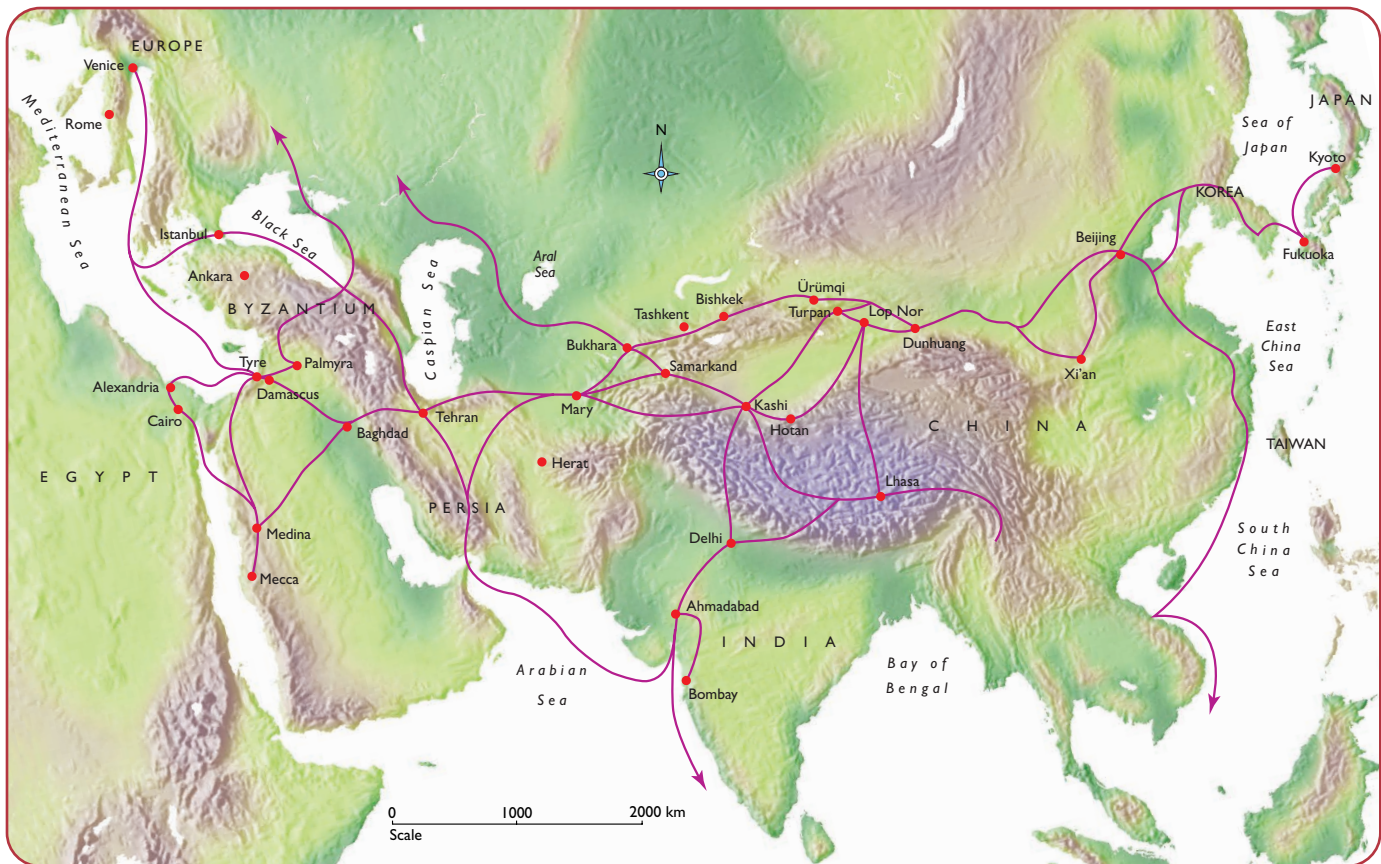 EUROPE
Venice
Rome
Mediterranean Sea
N
JAPAN
Sea of
Japan
Kyoto
KOREA
Fukuoka
Istanbul
Black Sea
Ankara
BYZANTIUM
Caspian Sea
Aral
Sea
Beijing
Ürümqi
Bishkek
Tashkent
Turpan
Lop Nor
Dunhuang
Bukhara
Samarkand
Xi'an
East
China
Sea
Tyre
Palmyra
Damascus
Alexandria
Cairo
Tehran
Baghdad
Mary
Kashi
Hotan
CHINA
TAIWAN
Herat
EGYPT
PERSIA
Lhasa
Medina
Delhi
South
China
Sea
Mecca
Ahmadabad
INDIA
Arabian
Sea
Bay of
Bengal
Bombay
0 1000 2000 km
Scale